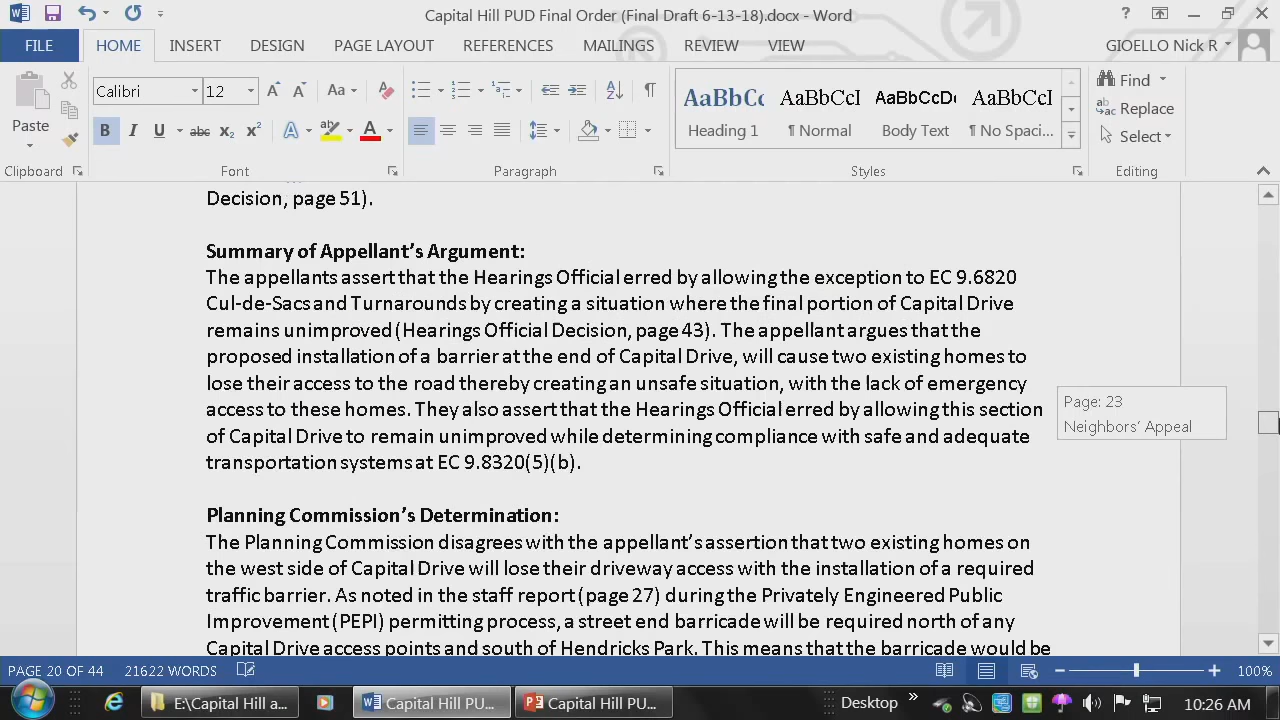 Capital Hill PUD Final Order (Final Draft 6-13-18).docx - Word
?
FILE HOME INSERT DESIGN PAGE LAYOUT REFERENCES MAILINGS REVIEW VIEW GIOELLO Nick R
Paste
Calibri 12 Aa
B I U abc X₂ X² A ab A
AaBbCc AaBbCcI AaBbCcDc AaBbCcI
Heading 1 ¶ Normal Body Text ¶ No Spaci...
Find
Replace
Select
Clipboard Font Paragraph Styles Editing
Decision, page 51).
Summary of Appellant's Argument:
The appellants assert that the Hearings Official erred by allowing the exception to EC 9.6820
Cul-de-Sacs and Turnarounds by creating a situation where the final portion of Capital Drive
remains unimproved (Hearings Official Decision, page 43). The appellant argues that the
proposed installation of a barrier at the end of Capital Drive, will cause two existing homes to
lose their access to the road thereby creating an unsafe situation, with the lack of emergency
access to these homes. They also assert that the Hearings Official erred by allowing this section
of Capital Drive to remain unimproved while determining compliance with safe and adequate
transportation systems at EC 9.8320(5)(b).
Page: 23
Neighbors' Appeal
Planning Commission's Determination:
The Planning Commission disagrees with the appellant's assertion that two existing homes on
the west side of Capital Drive will lose their driveway access with the installation of a required
traffic barrier. As noted in the staff report (page 27) during the Privately Engineered Public
Improvement (PEPI) permitting process, a street end barricade will be required north of any
Capital Drive access points and south of Hendricks Park. This means that the barricade would be
PAGE 20 OF 44 21622 WORDS 100%
E:\Capital Hill a... Capital Hill PU... Capital Hill PU... Desktop » 10:26 AM